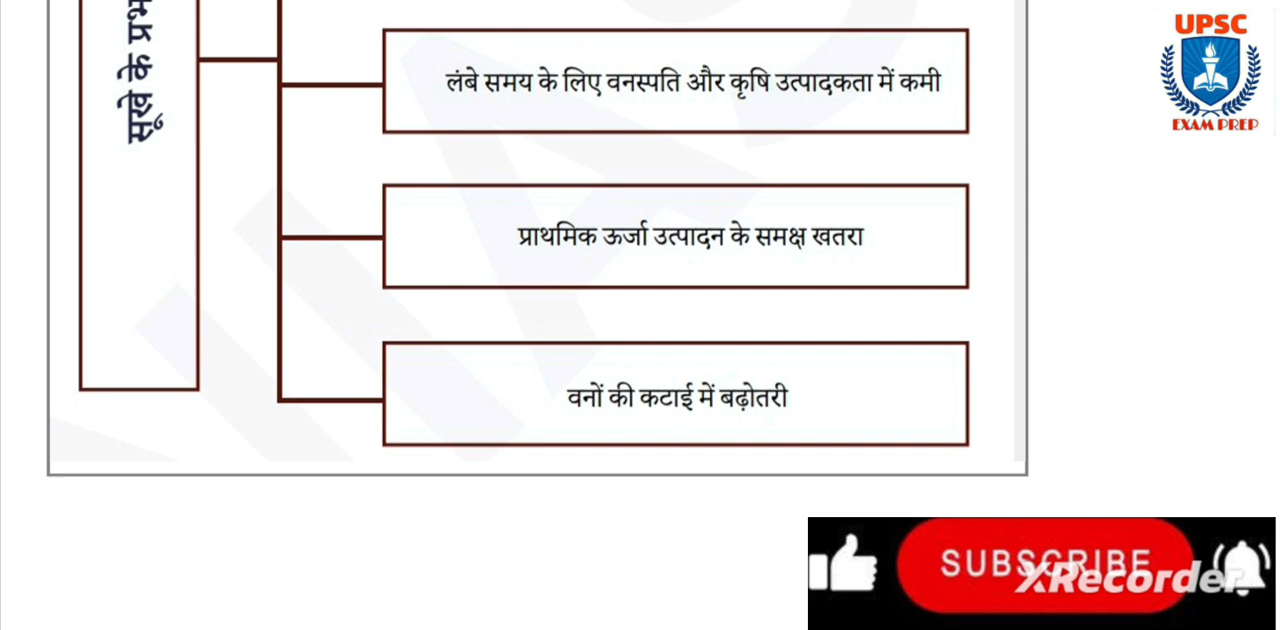 सूखे के
लंबे समय के लिए वनस्पति और कृषि उत्पादकता में कमी
प्राथमिक ऊर्जा उत्पादन के समक्ष खतरा
वनों की कटाई में बढ़ोतरी
UPSC
EXAM PREP
SUBSCRIBE
XRecorder